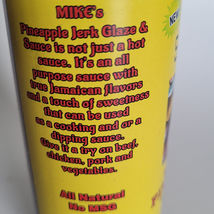 MIKE's
Pineapple Jerk Glaze &
Sauce is not just a hot
sauce. It's an all
purpose sauce with
true Jamaican flavors
and a touch of sweetness
that can be used
as a cooking and or a
dipping sauce.
Give it a try on beef,
chicken, pork and
vegetables.
All Natural
No MSG